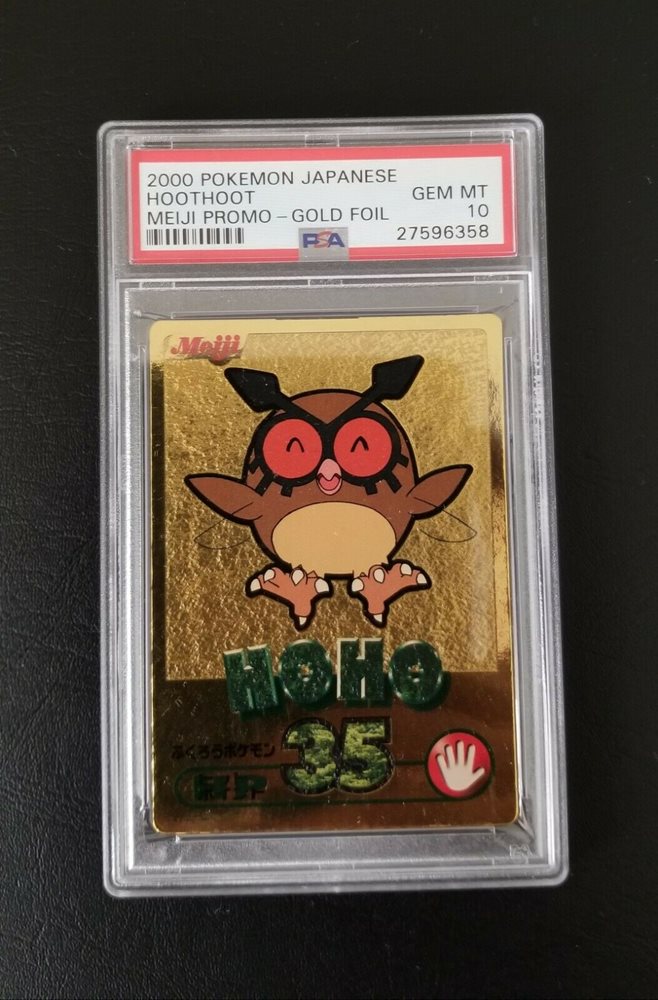 2000 POKEMON JAPANESE
HOOTHOOT
GEM MT
MEIJI PROMO - GOLD FOIL
10
PSA
27596358
Meiji
HOHO
ふくろうポケモン
35